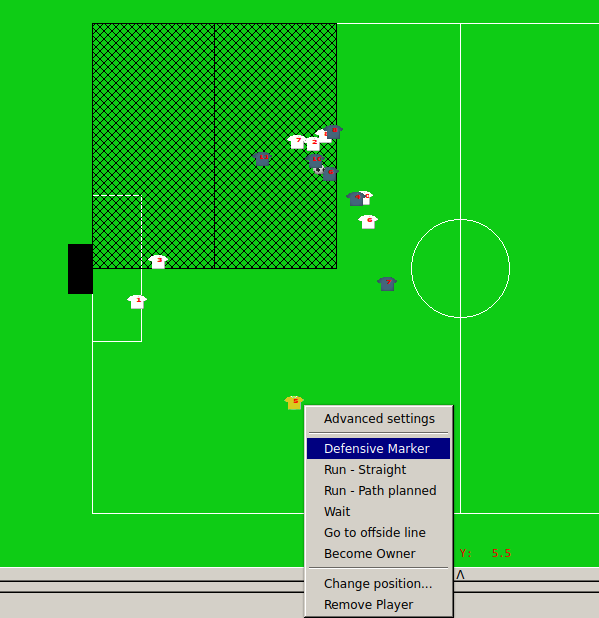 7
2
3
6
1
5
Advanced settings
Defensive Marker
Run - Straight
Run - Path planned
Wait
Go to offside line
Become Owner
Y: 5.5
Change position...
Remove Player